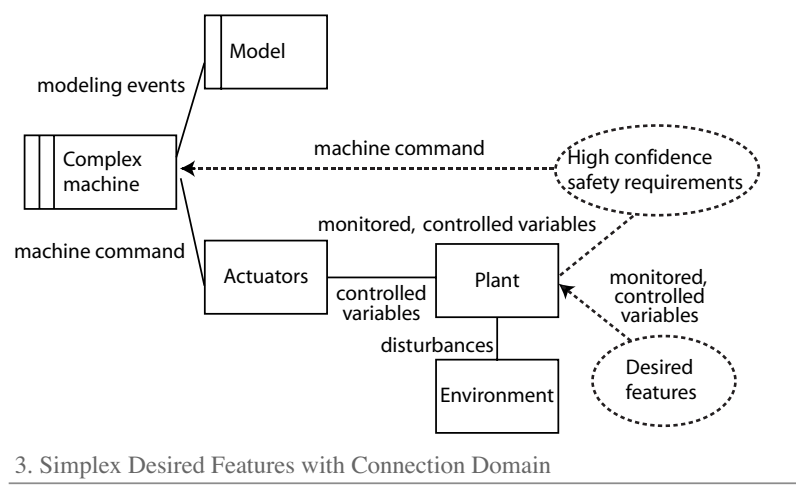 Model
modeling events
Complex
machine
machine command
High confidence
safety requirements
monitored, controlled variables
machine command
Actuators
controlled
variables
Plant
monitored,
controlled
variables
disturbances
Environment
Desired
features
3. Simplex Desired Features with Connection Domain